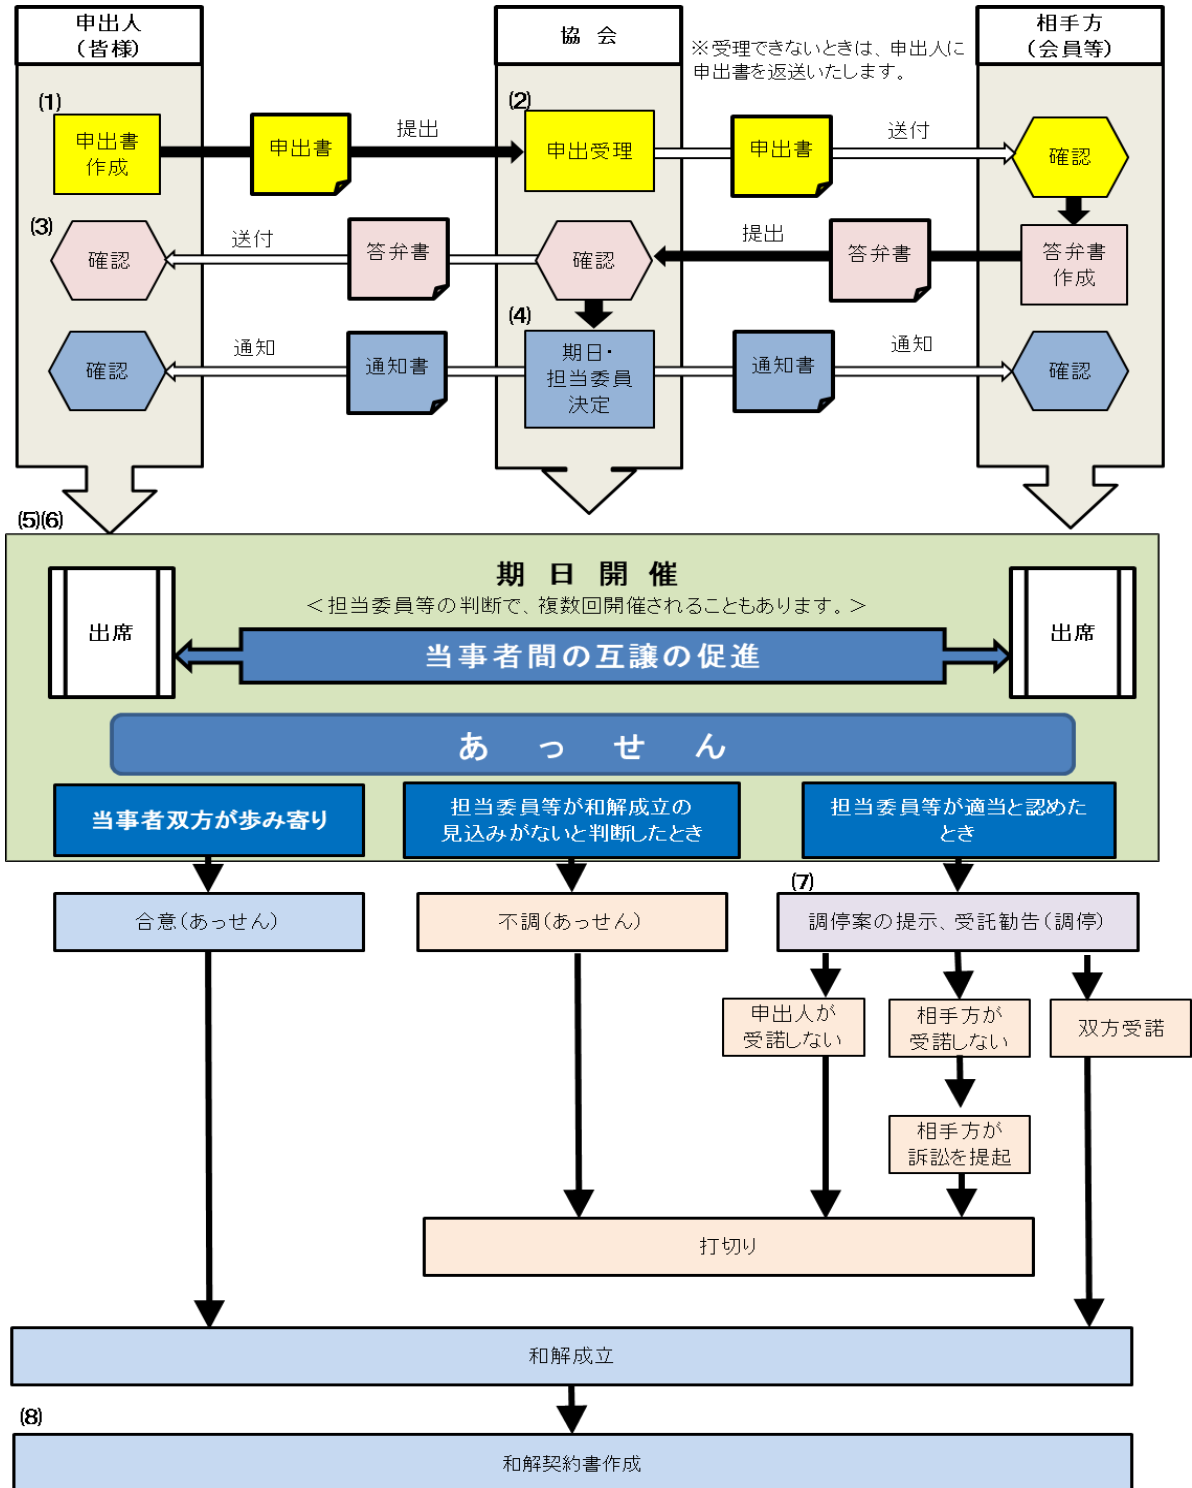 申出人
（皆様）
協 会
相手方
（会員等）
※受理できないときは、申出人に
申出書を返送いたします。
(1)
申出書
作成
申出書
提出
(2)
申出受理
申出書
送付
確認
(3)
確認
送付
答弁書
確認
提出
答弁書
答弁書
作成
(4)
確認
通知
通知書
期日・
担当委員
決定
通知書
通知
確認
(5)(6)
期 日 開 催
＜担当委員等の判断で、複数回開催されることもあります。＞
出席
当事者間の互譲の促進
出席
あ っ せ ん
当事者双方が歩み寄り
担当委員等が和解成立の
見込みがないと判断したとき
担当委員等が適当と認めた
とき
(7)
合意(あっせん)
不調(あっせん)
調停案の提示、受託勧告(調停)
申出人が
受諾しない
相手方が
受諾しない
双方受諾
相手方が
訴訟を提起
打切り
和解成立
(8)
和解契約書作成